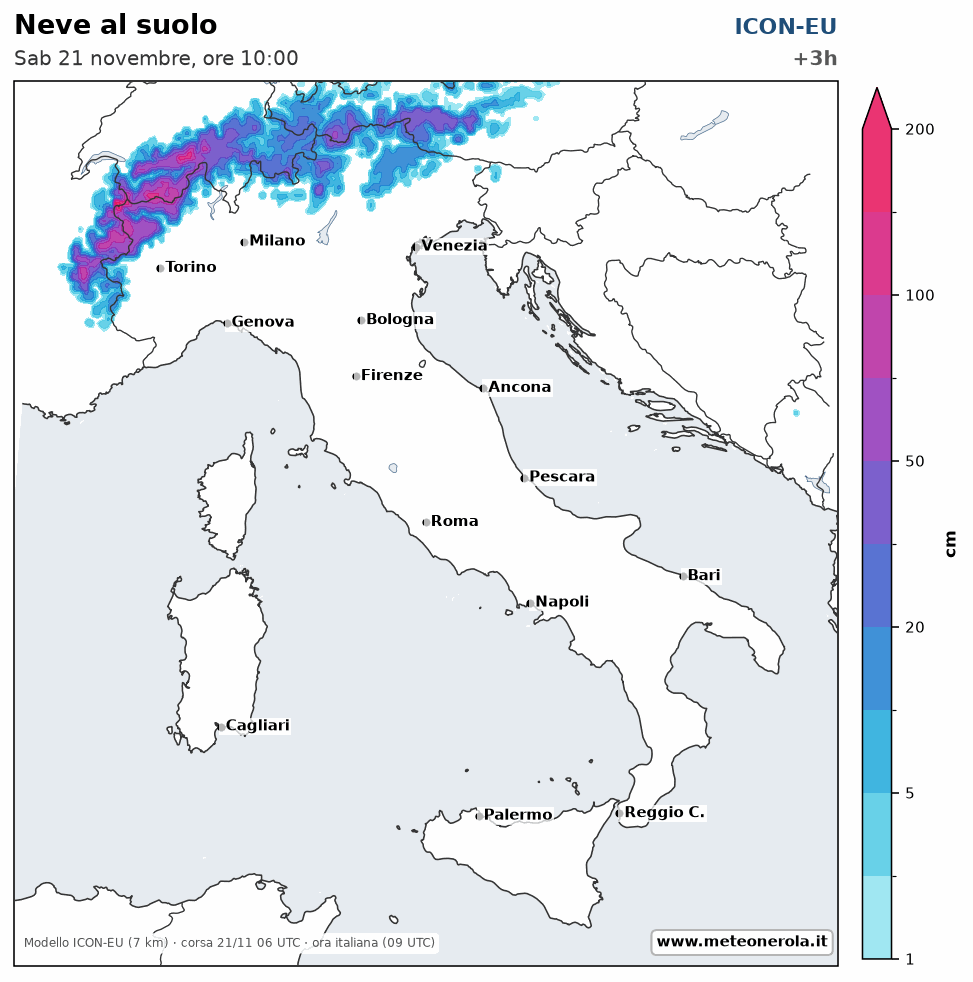 Neve al suolo
ICON-EU
Sab 21 novembre, ore 10:00
+3h
200
Milano
Venezia
Torino
100
Genova
Bologna
Firenze
Ancona
50
Pescara
Roma
cm
Bari
Napoli
20
Cagliari
5
Palermo
Reggio C.
Modello ICON-EU (7 km) · corsa 21/11 06 UTC · ora italiana (09 UTC)
www.meteonerola.it
1